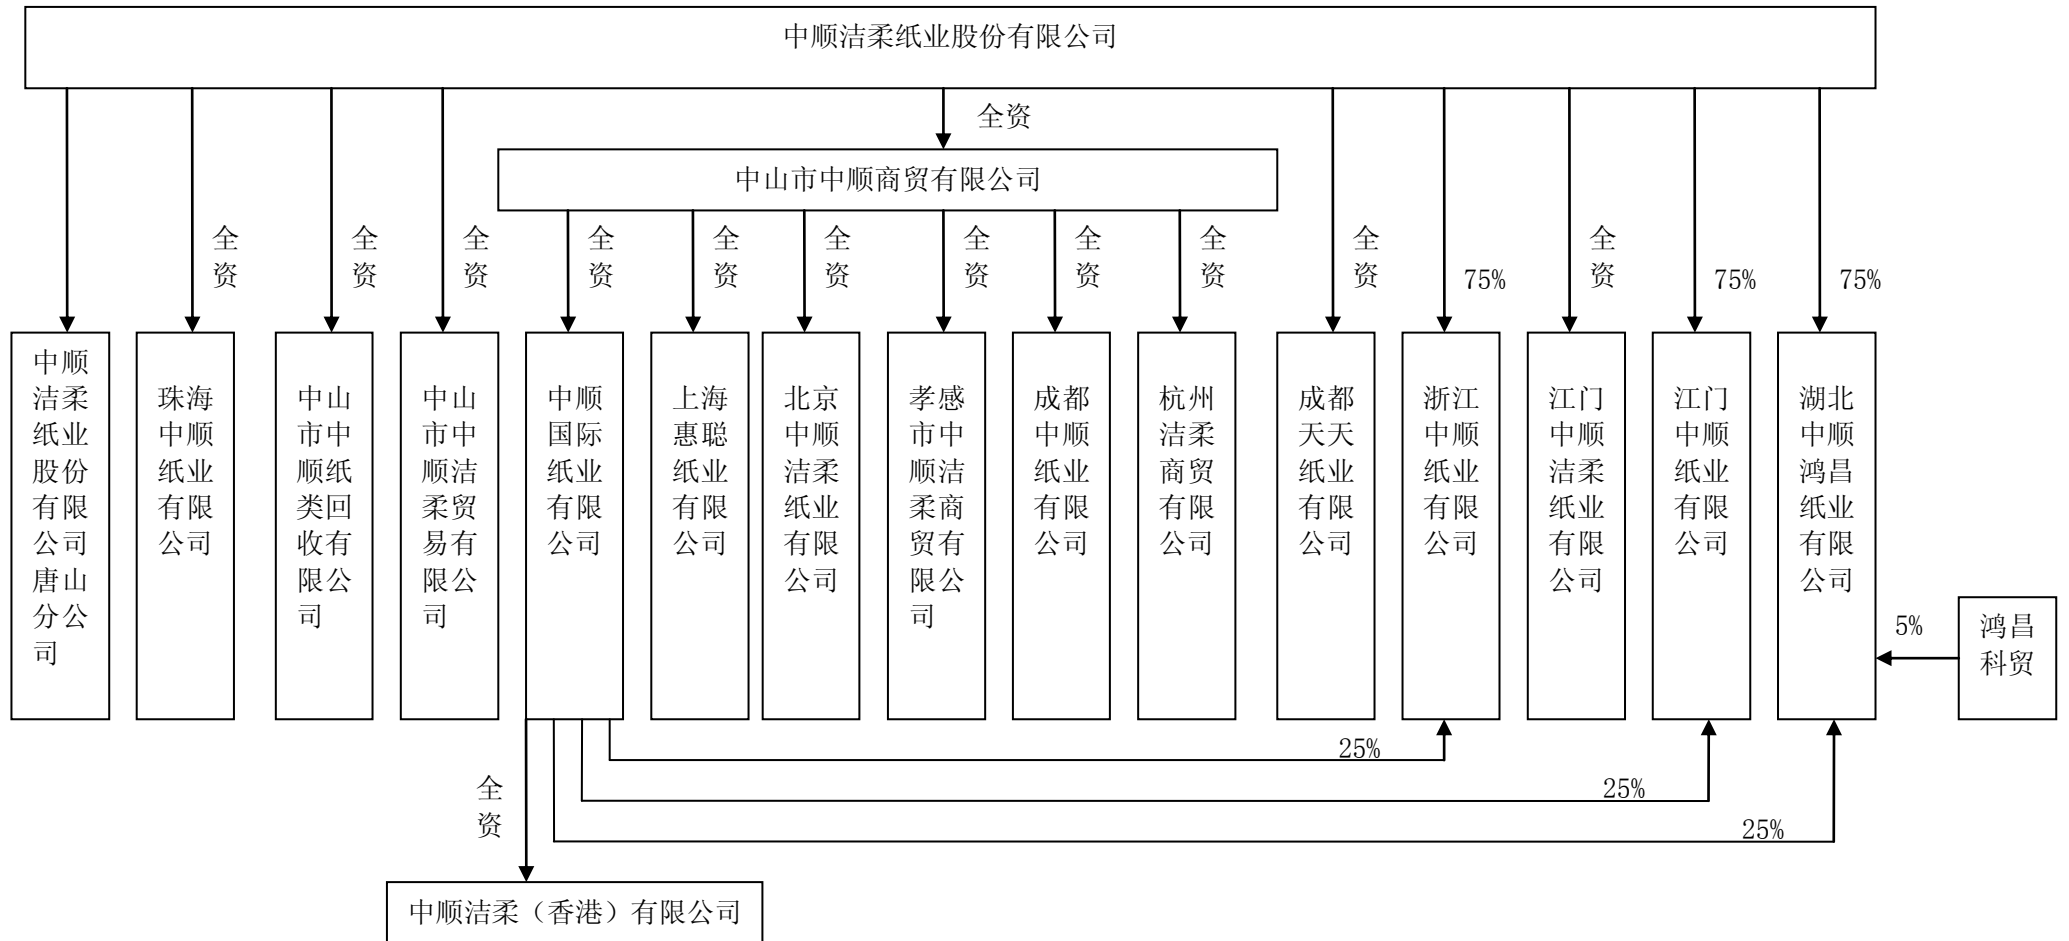 中顺洁柔纸业股份有限公司
全资
中山市中顺商贸有限公司
全
资
全
资
全
资
全
资
全
资
全
资
全
资
全
资
全
资
全
资
75%
全
资
75%
75%
中顺
洁柔
纸业
股份
有限
公司
唐山
分公
司
珠海
中顺
纸业
有限
公司
中山
市中
顺纸
类回
收有
限公
司
中山
市中
顺洁
柔贸
易有
限公
司
中顺
国际
纸业
有限
公司
上海
惠聪
纸业
有限
公司
北京
中顺
洁柔
纸业
有限
公司
孝感
市中
顺洁
柔商
贸有
限公
司
成都
中顺
纸业
有限
公司
杭州
洁柔
商贸
有限
公司
成都
天天
纸业
有限
公司
浙江
中顺
纸业
有限
公司
江门
中顺
洁柔
纸业
有限
公司
江门
中顺
纸业
有限
公司
湖北
中顺
鸿昌
纸业
有限
公司
5%
鸿昌
科贸
25%
25%
25%
全
资
中顺洁柔（香港）有限公司